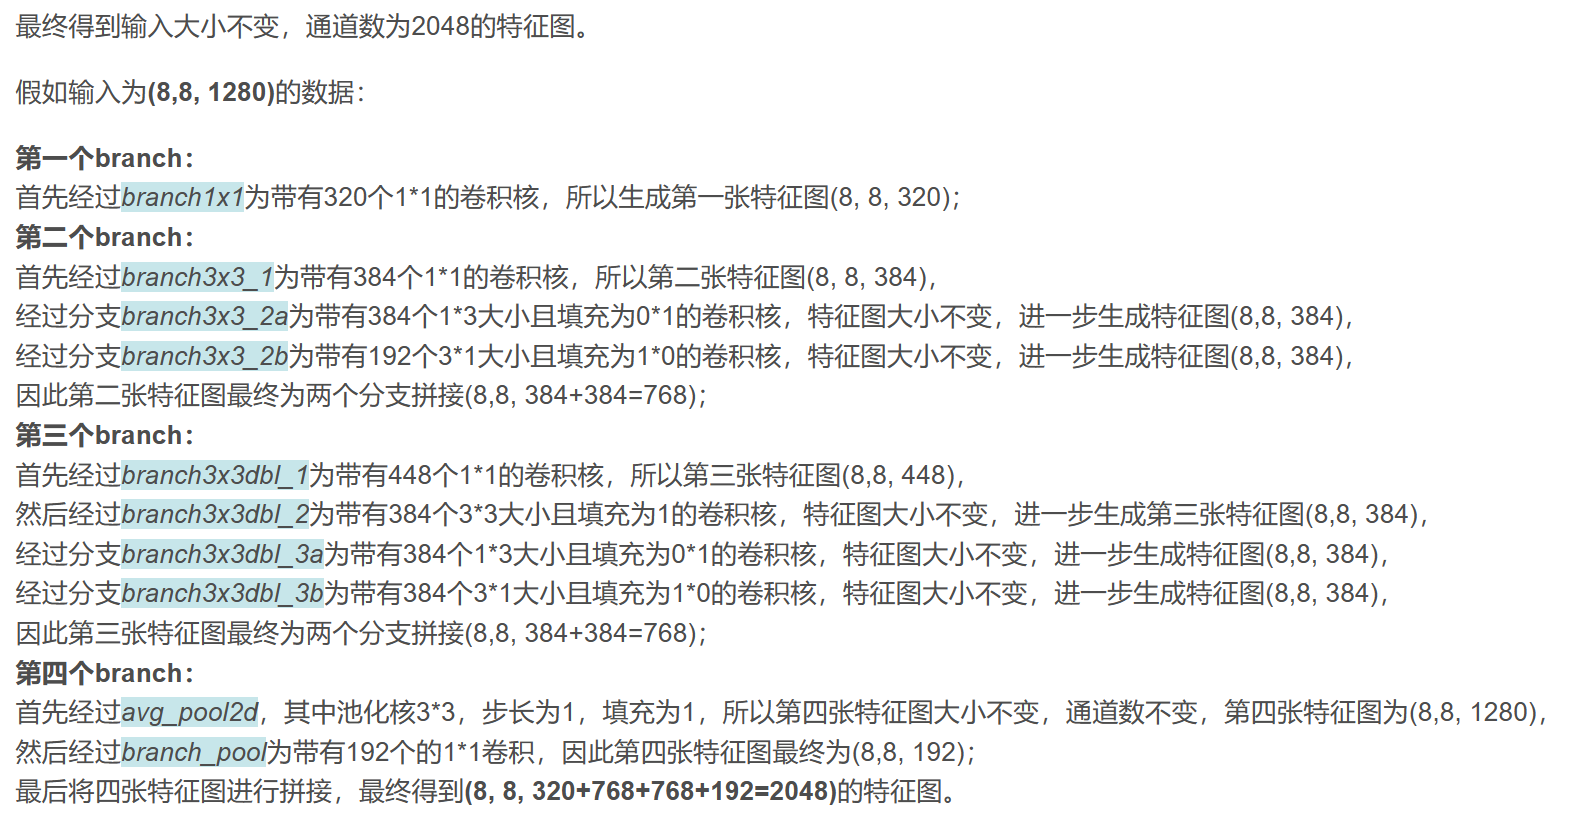 最终得到输入大小不变，通道数为2048的特征图。
假如输入为(8,8, 1280)的数据：
第一个branch：
首先经过branch1x1为带有320个1*1的卷积核，所以生成第一张特征图(8, 8, 320)；
第二个branch：
首先经过branch3x3_1为带有384个1*1的卷积核，所以第二张特征图(8, 8, 384)，
经过分支branch3x3_2a为带有384个1*3大小且填充为0*1的卷积核，特征图大小不变，进一步生成特征图(8,8, 384)，
经过分支branch3x3_2b为带有192个3*1大小且填充为1*0的卷积核，特征图大小不变，进一步生成特征图(8,8, 384)，
因此第二张特征图最终为两个分支拼接(8,8, 384+384=768)；
第三个branch：
首先经过branch3x3dbl_1为带有448个1*1的卷积核，所以第三张特征图(8,8, 448)，
然后经过branch3x3dbl_2为带有384个3*3大小且填充为1的卷积核，特征图大小不变，进一步生成第三张特征图(8,8, 384)，
经过分支branch3x3dbl_3a为带有384个1*3大小且填充为0*1的卷积核，特征图大小不变，进一步生成特征图(8,8, 384)，
经过分支branch3x3dbl_3b为带有384个3*1大小且填充为1*0的卷积核，特征图大小不变，进一步生成特征图(8,8, 384)，
因此第三张特征图最终为两个分支拼接(8,8, 384+384=768)；
第四个branch：
首先经过avg_pool2d，其中池化核3*3，步长为1，填充为1，所以第四张特征图大小不变，通道数不变，第四张特征图为(8,8, 1280)，
然后经过branch_pool为带有192个的1*1卷积，因此第四张特征图最终为(8,8, 192)；
最后将四张特征图进行拼接，最终得到(8, 8, 320+768+768+192=2048)的特征图。